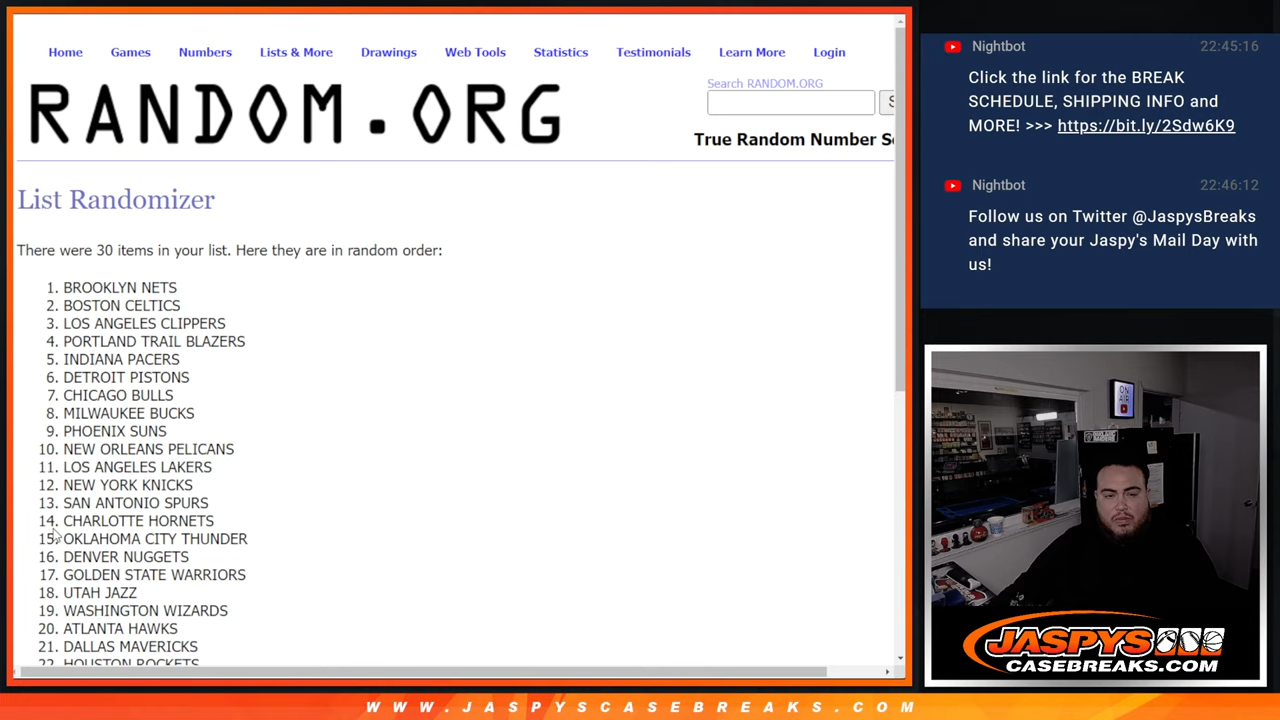 Home Games Numbers Lists & More Drawings Web Tools Statistics Testimonials Learn More Login
RANDOM.ORG
Search RANDOM.ORG
True Random Number
List Randomizer
There were 30 items in your list. Here they are in random order:
1. BROOKLYN NETS
2. BOSTON CELTICS
3. LOS ANGELES CLIPPERS
4. PORTLAND TRAIL BLAZERS
5. INDIANA PACERS
6. DETROIT PISTONS
7. CHICAGO BULLS
8. MILWAUKEE BUCKS
9. PHOENIX SUNS
10. NEW ORLEANS PELICANS
11. LOS ANGELES LAKERS
12. NEW YORK KNICKS
13. SAN ANTONIO SPURS
14. CHARLOTTE HORNETS
15. OKLAHOMA CITY THUNDER
16. DENVER NUGGETS
17. GOLDEN STATE WARRIORS
18. UTAH JAZZ
19. WASHINGTON WIZARDS
20. ATLANTA HAWKS
21. DALLAS MAVERICKS
22. HOUSTON ROCKETS
Nightbot 22:45:16
Click the link for the BREAK
SCHEDULE, SHIPPING INFO and
MORE! >>> https://bit.ly/2Sdw6K9
Nightbot 22:46:12
Follow us on Twitter @JaspysBreaks
and share your Jaspy's Mail Day with
us!
ON
AIR
JASPYS
CASEBREAKS.COM
WWW.JASPYSCASEBREAKS.COM